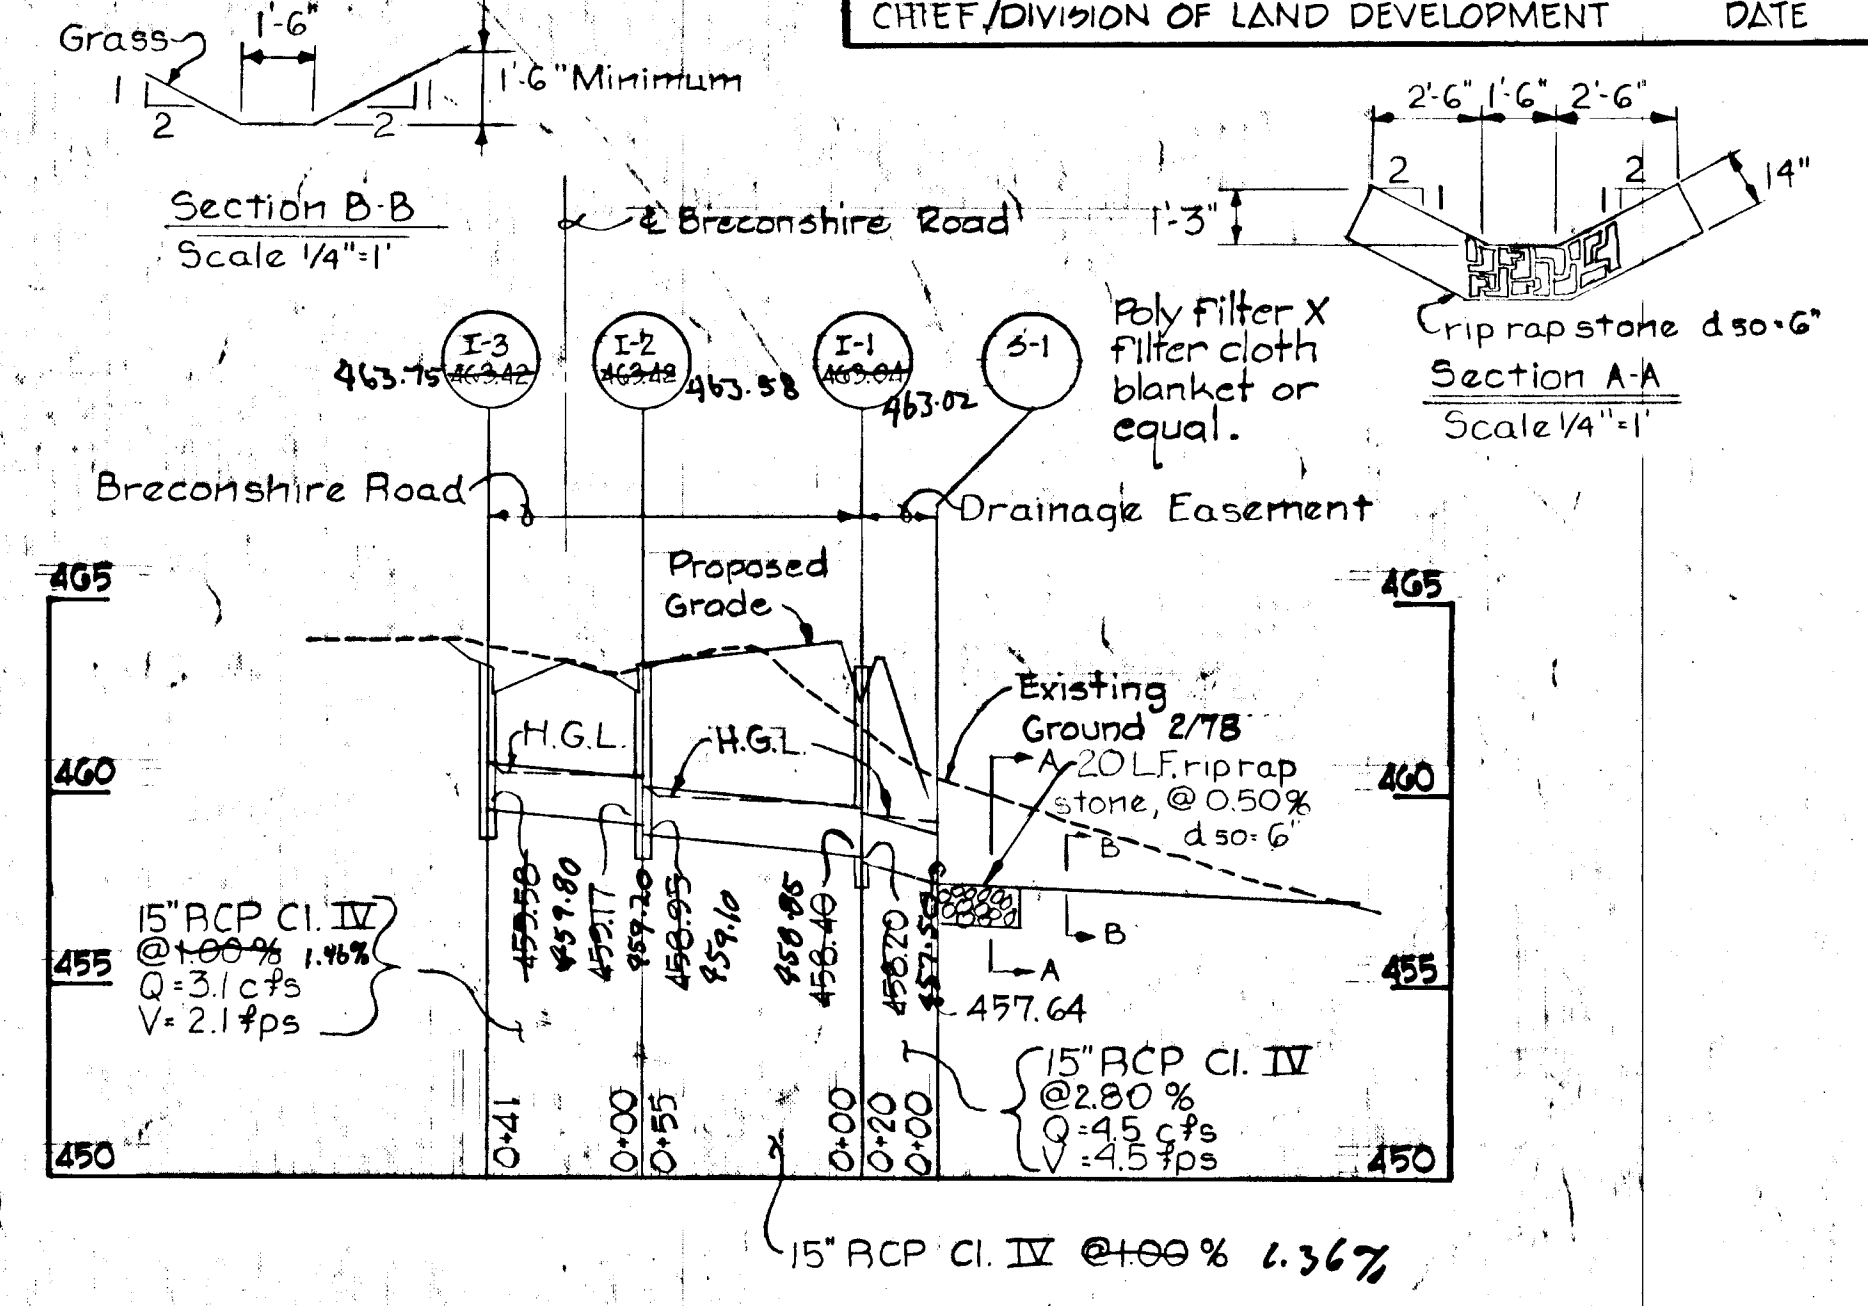 CHIEF, DIVISION OF LAND DEVELOPMENT DATE
Grass
1'-6"
1'-6" Minimum
1
2
1
2
Section B-B
Scale 1/4"=1'
2'-6" 1'-6" 2'-6"
2
1
2
1
14"
1'-3"
rip rap stone d50=6"
Section A-A
Scale 1/4"=1'
℄ Breconshire Road
Poly Filter X
filter cloth
blanket or
equal.
I-3
463.42
463.75
I-2
463.48
463.58
I-1
463.04
463.02
S-1
Breconshire Road
Drainage Easement
465
465
Proposed
Grade
Existing
Ground 2/78
H.G.L.
H.G.L.
460
460
A
20 L.F. rip rap
stone, @ 0.50%
d50=6"
B
B
A
455
455
15" RCP Cl. IV
@ 1.00% 1.46%
Q=3.1 cfs
V=2.1 fps
459.58
459.80
459.17
459.20
458.95
459.10
458.85
458.40
458.20
457.50
457.64
15" RCP Cl. IV
@2.80%
Q=4.5 cfs
V=4.5 fps
0+41
0+00
0+55
0+00
0+20
0+00
450
450
15" RCP Cl. IV @1.00% 1.36%